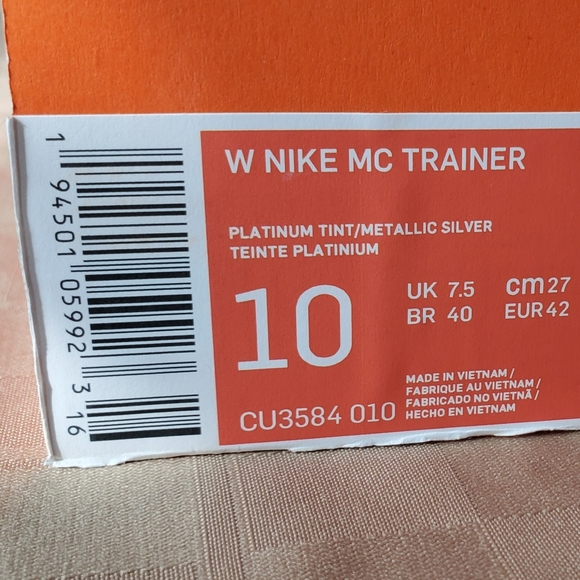 W NIKE MC TRAINER
PLATINUM TINT/METALLIC SILVER
TEINTE PLATINIUM
10
UK 7.5 cm 27
BR 40 EUR 42
MADE IN VIETNAM /
FABRIQUE AU VIETNAM /
FABRICADO NO VIETNÃ /
HECHO EN VIETNAM
CU3584 010
1 94501 05992 3 16